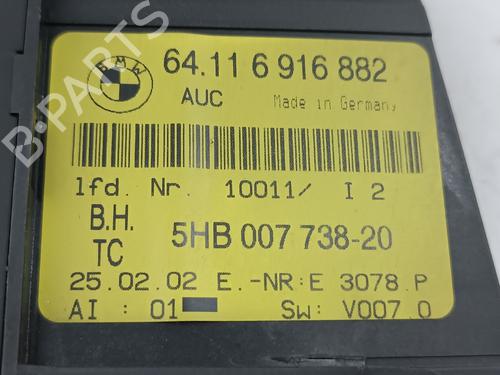 BMW
64.11 6 916 882
AUC Made in Germany
lfd. Nr. 10011/ I 2
B.H.
TC
5HB 007 738-20
25.02.02 E.-NR:E 3078.P
AI : 01 Sw: V007.0
B-PARTS